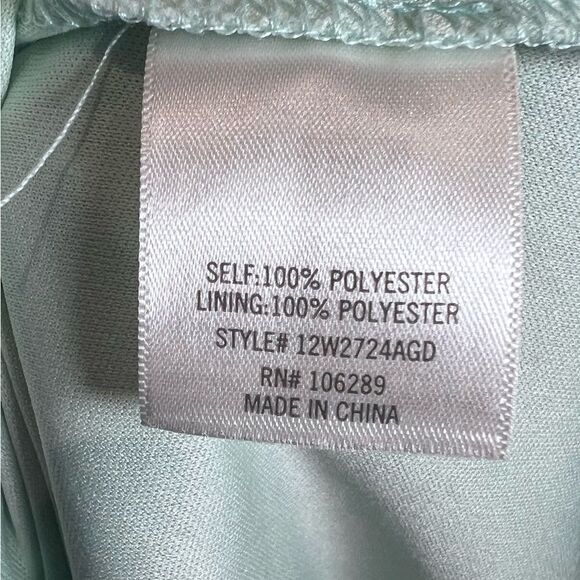 SELF:100% POLYESTER
LINING:100% POLYESTER
STYLE# 12W2724AGD
RN# 106289
MADE IN CHINA